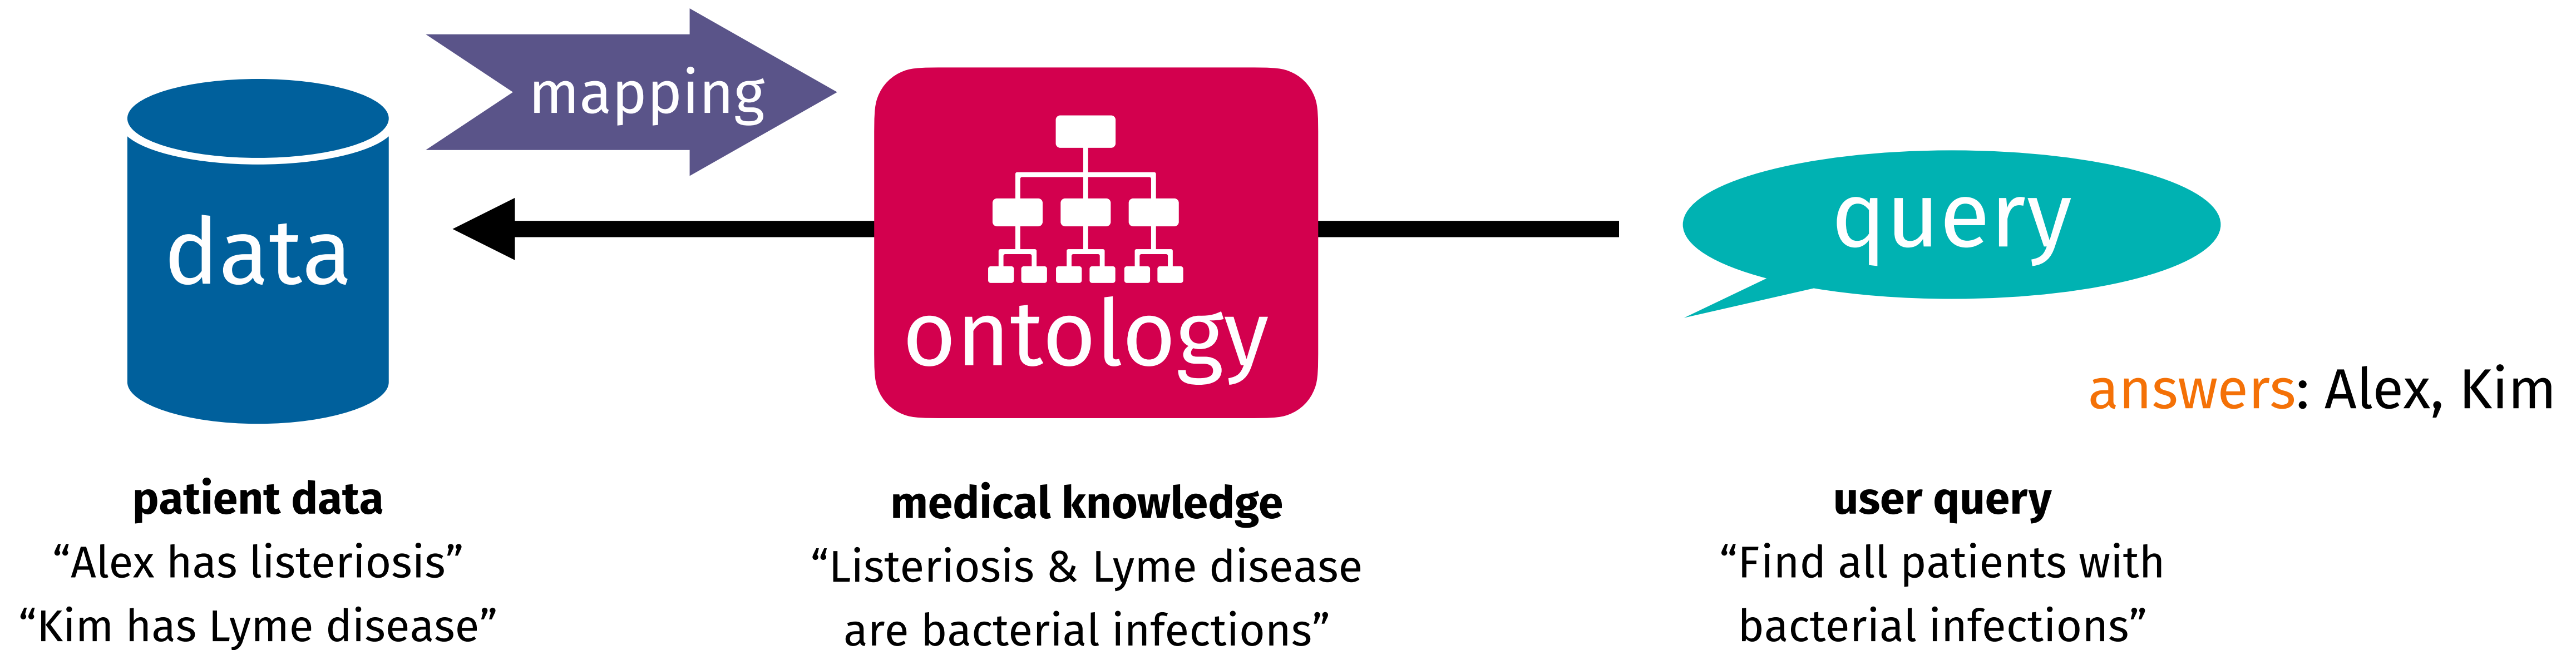 mapping
data
ontology
query
answers: Alex, Kim
patient data
“Alex has listeriosis”
“Kim has Lyme disease”
medical knowledge
“Listeriosis & Lyme disease
are bacterial infections”
user query
“Find all patients with
bacterial infections”